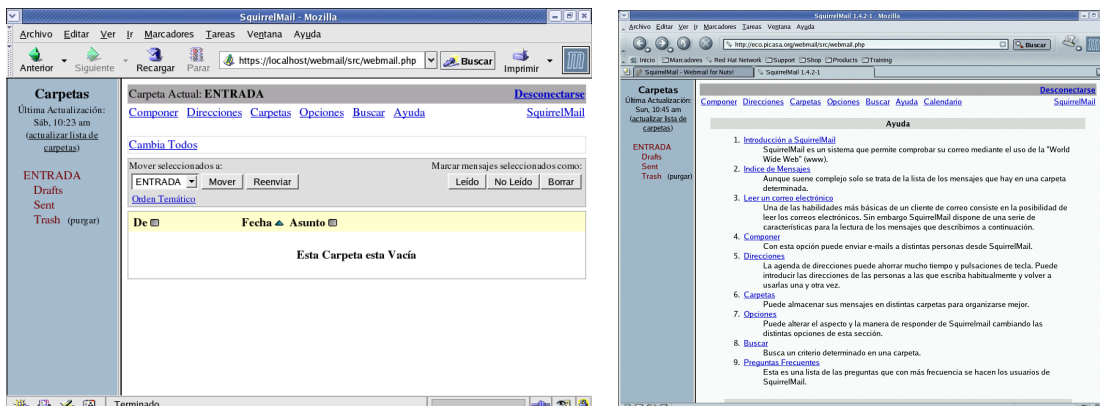 SquirrelMail - Mozilla
Archivo Editar Ver Ir Marcadores Tareas Ventana Ayuda
Anterior Siguiente Recargar Parar https://localhost/webmail/src/webmail.php Buscar Imprimir
Carpetas
Última Actualización:
Sáb, 10:23 am
(actualizar lista de
carpetas)
ENTRADA
Drafts
Sent
Trash (purgar)
Carpeta Actual: ENTRADA Desconectarse
Componer Direcciones Carpetas Opciones Buscar Ayuda SquirrelMail
Cambia Todos
Mover seleccionados a: Marcar mensajes seleccionados como:
ENTRADA Mover Reenviar Leído No Leído Borrar
Orden Temático
De Fecha Asunto
Esta Carpeta esta Vacía
Terminado
SquirrelMail 1.4.2-1 - Mozilla
Archivo Editar Ver Ir Marcadores Tareas Ventana Ayuda
http://eco.picasa.org/webmail/src/webmail.php Buscar
Inicio Marcadores Red Hat Network Support Shop Products Training
SquirrelMail - Webmail for Nuts! SquirrelMail 1.4.2-1
Carpetas
Última Actualización:
Sun, 10:45 am
(actualizar lista de
carpetas)
ENTRADA
Drafts
Sent
Trash (purgar)
Desconectarse
Componer Direcciones Carpetas Opciones Buscar Ayuda Calendario SquirrelMail
Ayuda
1. Introducción a SquirrelMail
SquirrelMail es un sistema que permite comprobar su correo mediante el uso de la "World
Wide Web" (www).
2. Indice de Mensajes
Aunque suene complejo solo se trata de la lista de los mensajes que hay en una carpeta
determinada.
3. Leer un correo electrónico
Una de las habilidades más básicas de un cliente de correo consiste en la posibilidad de
leer los correos electrónicos. Sin embargo SquirrelMail dispone de una serie de
características para la lectura de los mensajes que describimos a continuación.
4. Componer
Con esta opción puede enviar e-mails a distintas personas desde SquirrelMail.
5. Direcciones
La agenda de direcciones puede ahorrar mucho tiempo y pulsaciones de tecla. Puede
introducir las direcciones de las personas a las que escriba habitualmente y volver a
usarlas una y otra vez.
6. Carpetas
Puede almacenar sus mensajes en distintas carpetas para organizarse mejor.
7. Opciones
Puede alterar el aspecto y la manera de responder de Squirrelmail cambiando las
distintas opciones de esta sección.
8. Buscar
Busca un criterio determinado en una carpeta.
9. Preguntas Frecuentes
Esta es una lista de las preguntas que con más frecuencia se hacen los usuarios de
SquirrelMail.